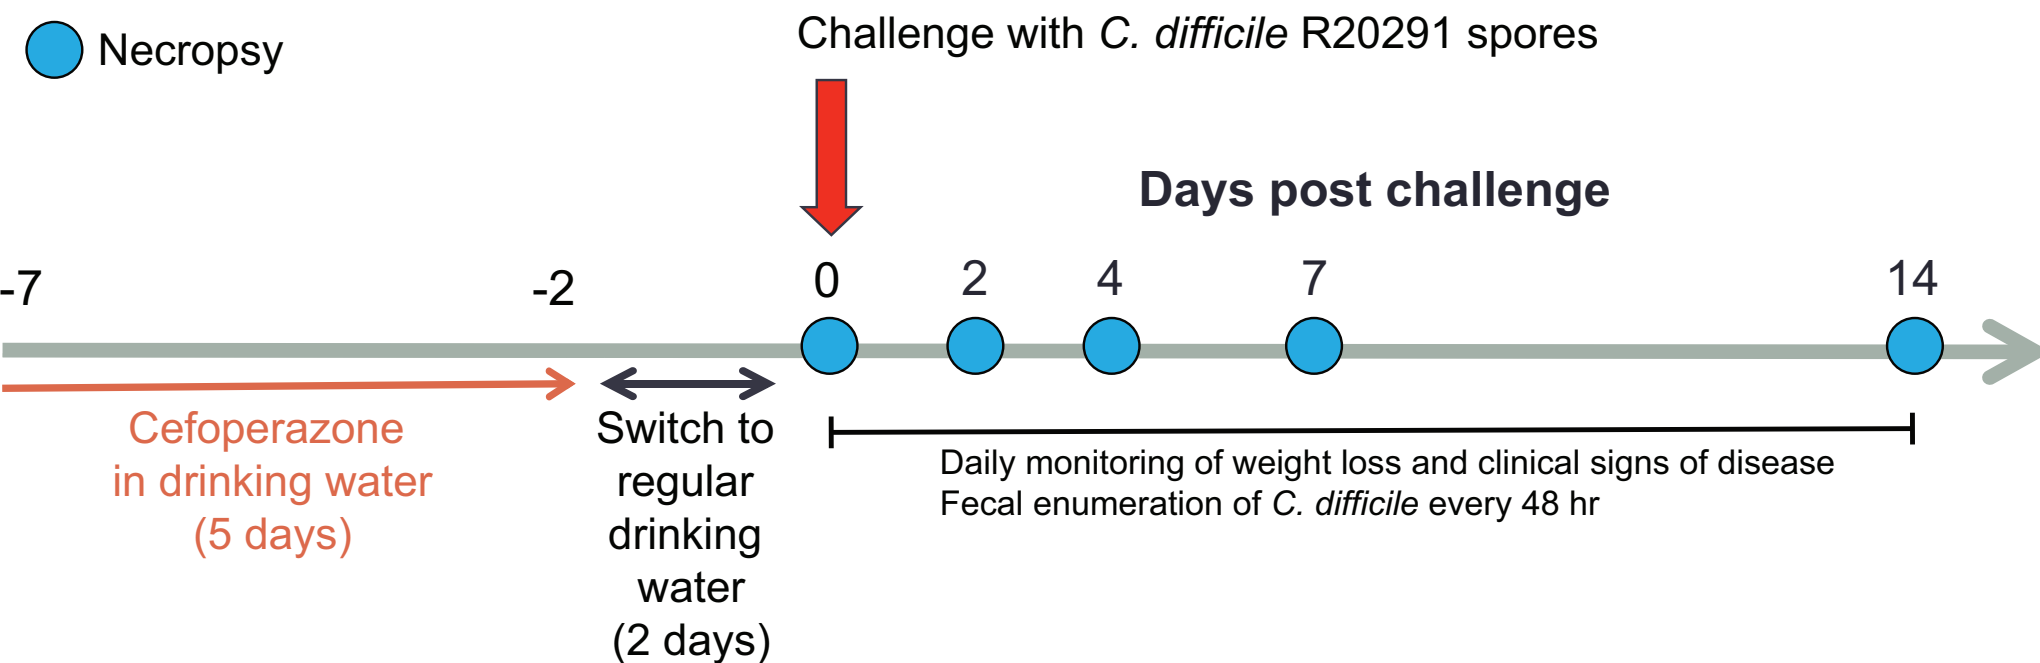 Necropsy
Challenge with C. difficile R20291 spores
Days post challenge
-7
-2
0
2
4
7
14
Cefoperazone
in drinking water
(5 days)
Switch to
regular
drinking
water
(2 days)
Daily monitoring of weight loss and clinical signs of disease
Fecal enumeration of C. difficile every 48 hr